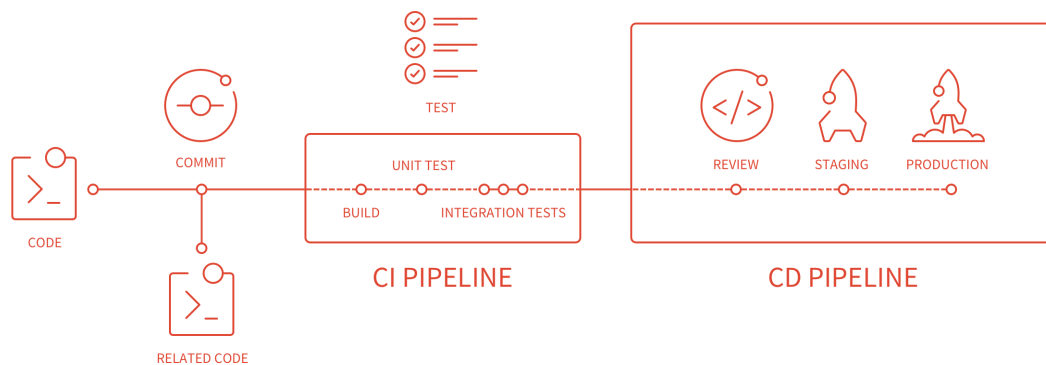 TEST
COMMIT
UNIT TEST
REVIEW
STAGING
PRODUCTION
BUILD
INTEGRATION TESTS
CODE
CI PIPELINE
CD PIPELINE
RELATED CODE